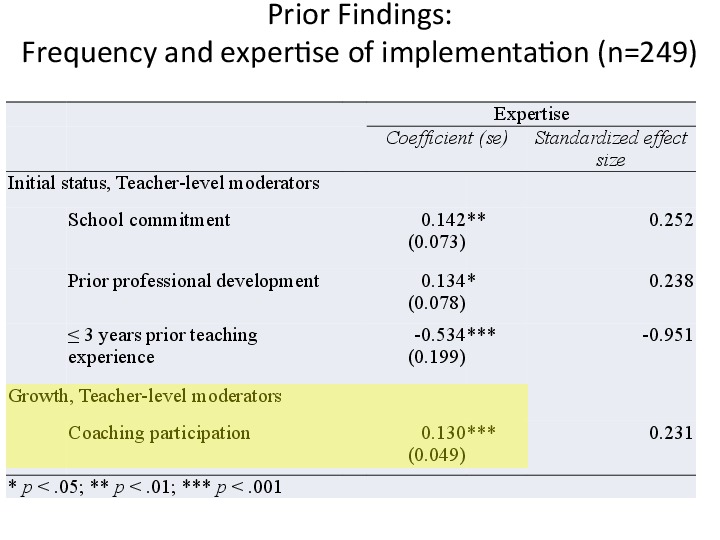 Prior Findings:
Frequency and expertise of implementation (n=249)
Expertise
Coefficient (se) Standardized effect size
Initial status, Teacher-level moderators
School commitment 0.142** 0.252
(0.073)
Prior professional development 0.134* 0.238
(0.078)
≤ 3 years prior teaching experience -0.534*** -0.951
(0.199)
Growth, Teacher-level moderators
Coaching participation 0.130*** 0.231
(0.049)
* p < .05; ** p < .01; *** p < .001